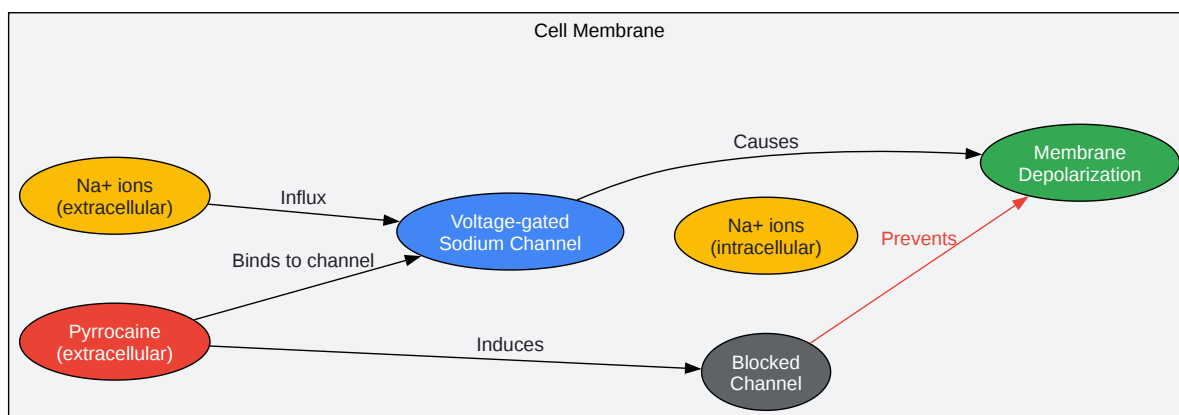 Cell Membrane
Causes
Membrane
Depolarization
Na+ ions
(extracellular)
Influx
Voltage-gated
Sodium Channel
Na+ ions
(intracellular)
Prevents
Binds to channel
Pyrrocaine
(extracellular)
Induces
Blocked
Channel